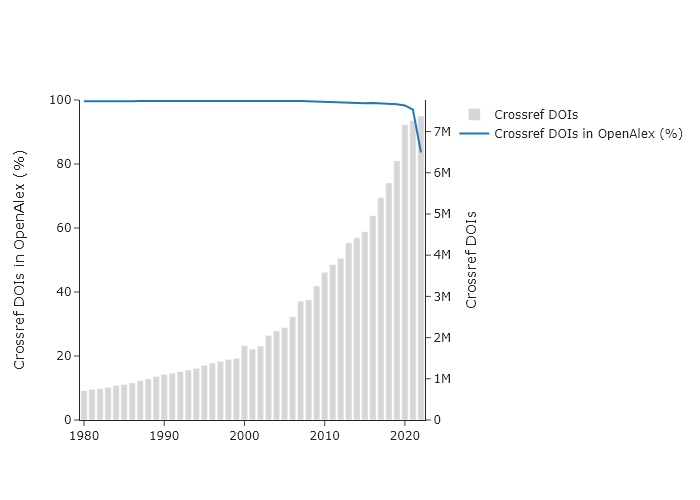 100
80
60
40
20
0
Crossref DOIs in OpenAlex (%)
1980
1990
2000
2010
2020
7M
6M
5M
4M
3M
2M
1M
0
Crossref DOIs
Crossref DOIs
Crossref DOIs in OpenAlex (%)